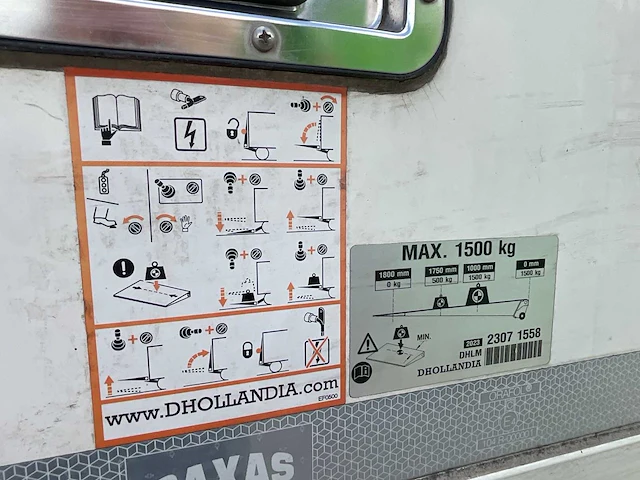 www.DHOLLANDIA.com
EF0500
MAX. 1500 kg
1800 mm 1750 mm 1000 mm 0 mm
0 kg 500 kg 1500 kg 1500 kg
MIN.
2023 2307 1558
DHLM
DHOLLANDIA
SAXAS